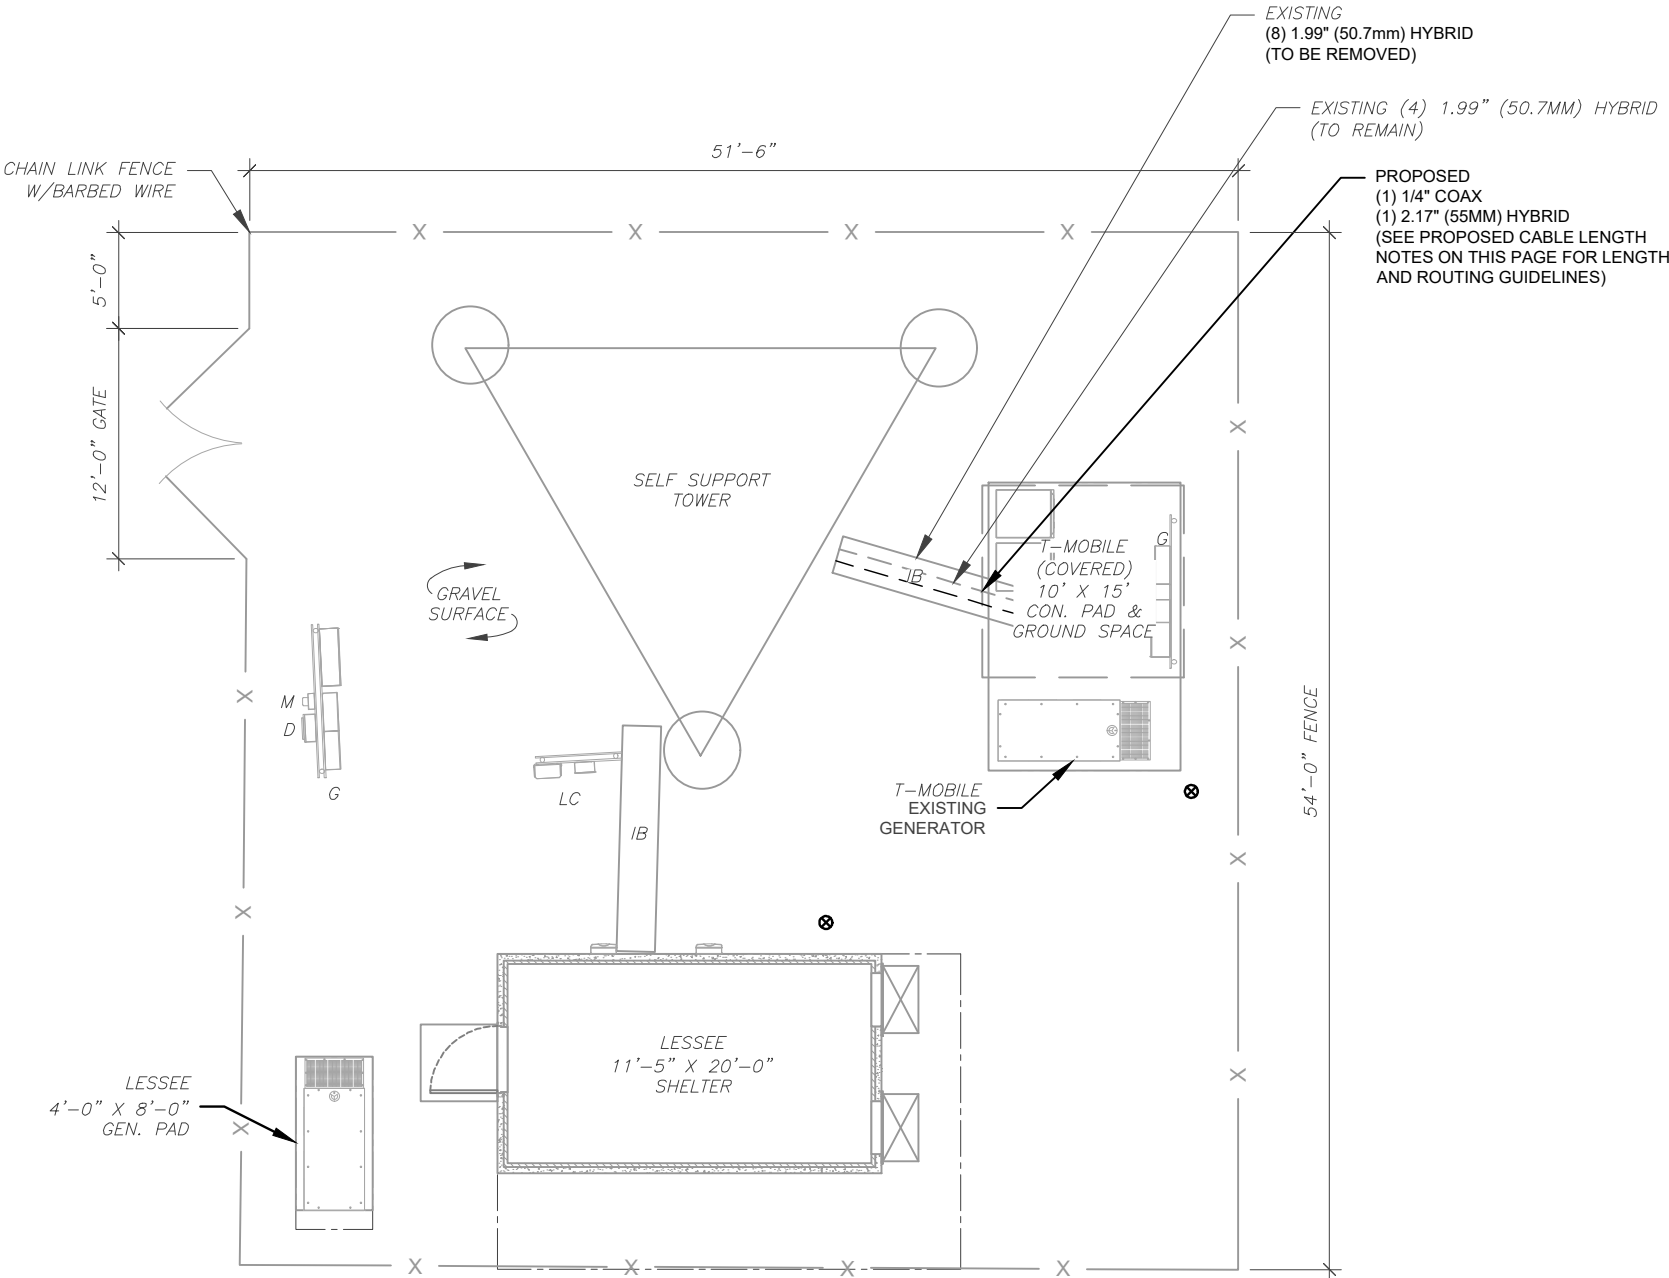 EXISTING
(8) 1.99" (50.7mm) HYBRID
(TO BE REMOVED)
EXISTING (4) 1.99" (50.7MM) HYBRID
(TO REMAIN)
PROPOSED
(1) 1/4" COAX
(1) 2.17" (55MM) HYBRID
(SEE PROPOSED CABLE LENGTH
NOTES ON THIS PAGE FOR LENGTH
AND ROUTING GUIDELINES)
51'-6"
CHAIN LINK FENCE
W/BARBED WIRE
X X X X
5'-0"
12'-0" GATE
SELF SUPPORT
TOWER
X
G
T-MOBILE
(COVERED)
10' X 15'
CON. PAD &
GROUND SPACE
IB
GRAVEL
SURFACE
X
X
M
D
G
LC
IB
T-MOBILE
EXISTING
GENERATOR
54'-0" FENCE
X
X
LESSEE
11'-5" X 20'-0"
SHELTER
X
LESSEE
4'-0" X 8'-0"
GEN. PAD
X
X X X X